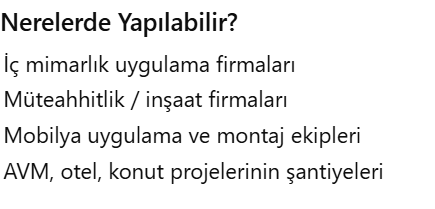 Nerelerde Yapılabilir?
İç mimarlık uygulama firmaları
Müteahhitlik / inşaat firmaları
Mobilya uygulama ve montaj ekipleri
AVM, otel, konut projelerinin şantiyeleri